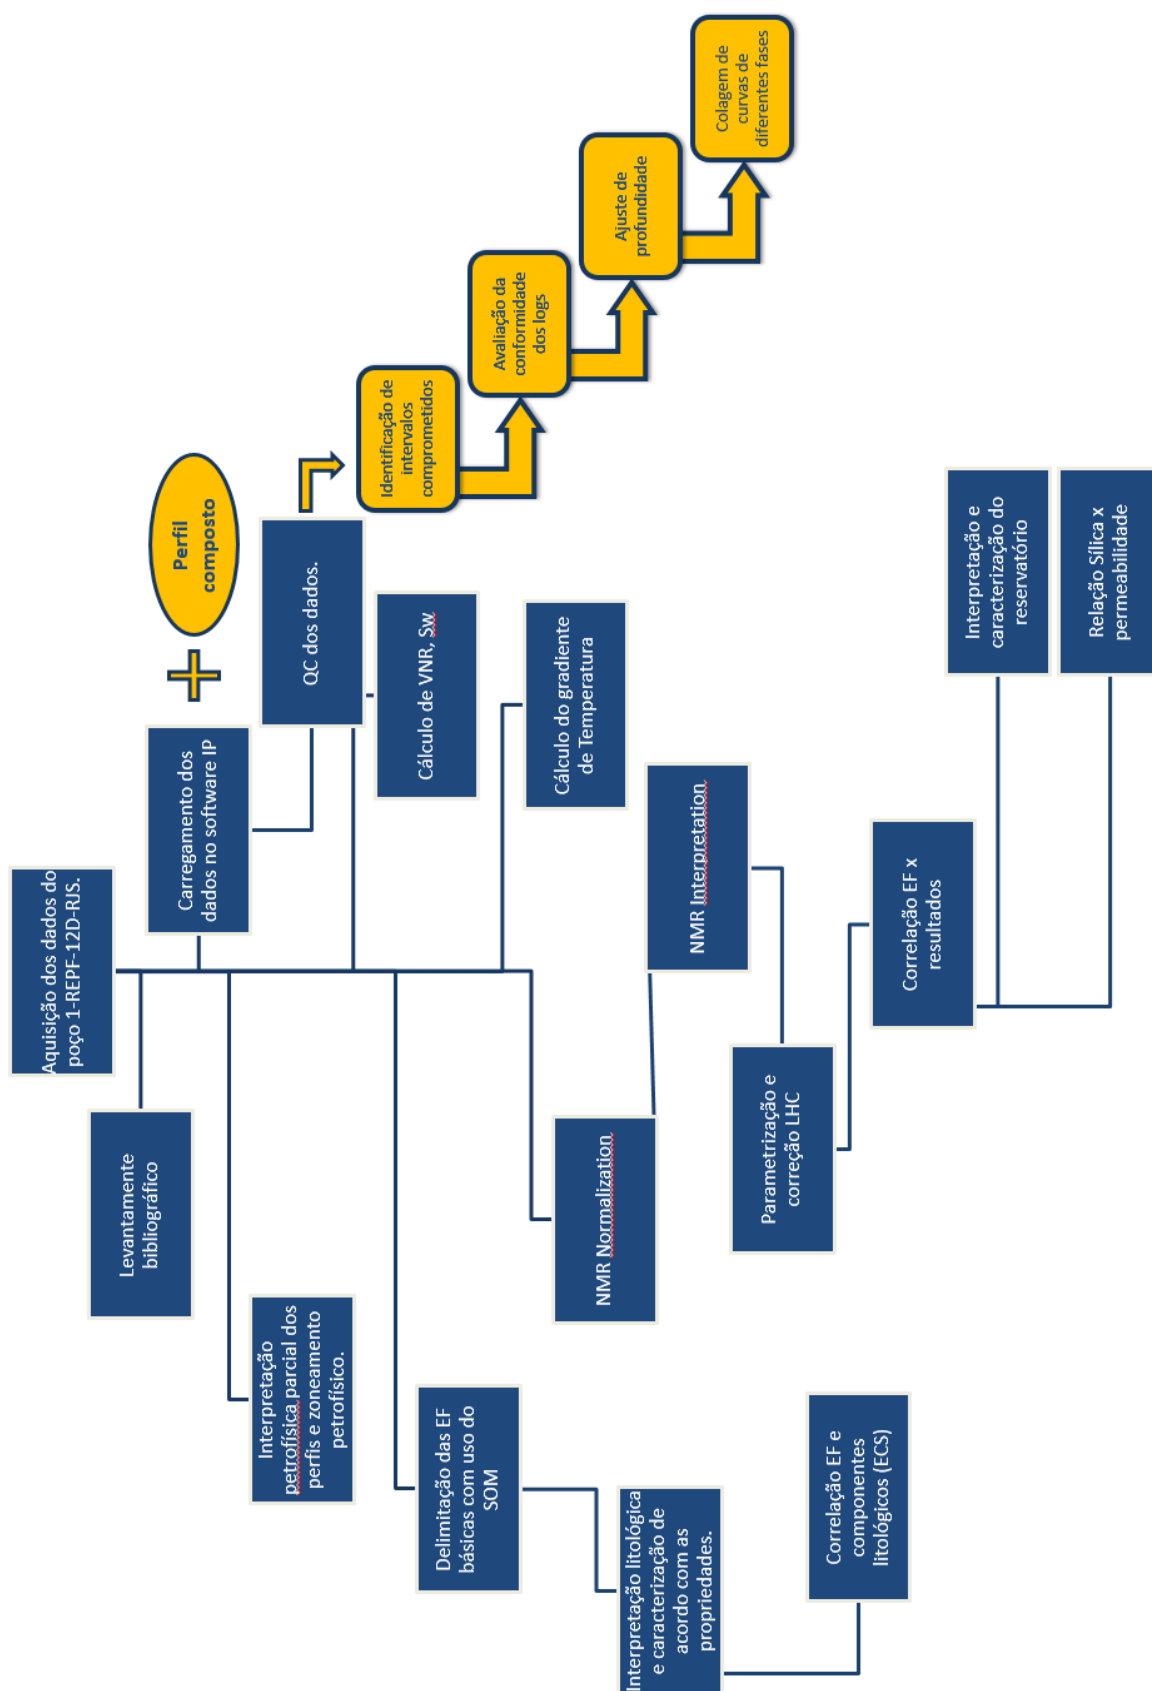 Aquisição dos dados do
poço 1-REPF-12D-RJS.
Levantamente
bibliográfico
Carregamento dos
dados no software IP
Perfil
composto
Interpretação
petrofísica parcial dos
perfis e zoneamento
petrofísico.
QC dos dados.
Identificação de
intervalos
comprometidos
Avaliação da
conformidade
dos logs
Ajuste de
profundidade
Colagem de
curvas de
diferentes fases
Cálculo de VNR, Sw
Delimitação das EF
básicas com uso do
SOM
Cálculo do gradiente
de Temperatura
NMR Normalization
NMR Interpretation
Interpretação litológica
e caracterização de
acordo com as
propriedades.
Parametrização e
correção LHC
Correlação EF e
componentes
litológicos (ECS)
Correlação EF x
resultados
Interpretação e
caracterização do
reservatório
Relação Sílica x
permeabilidade